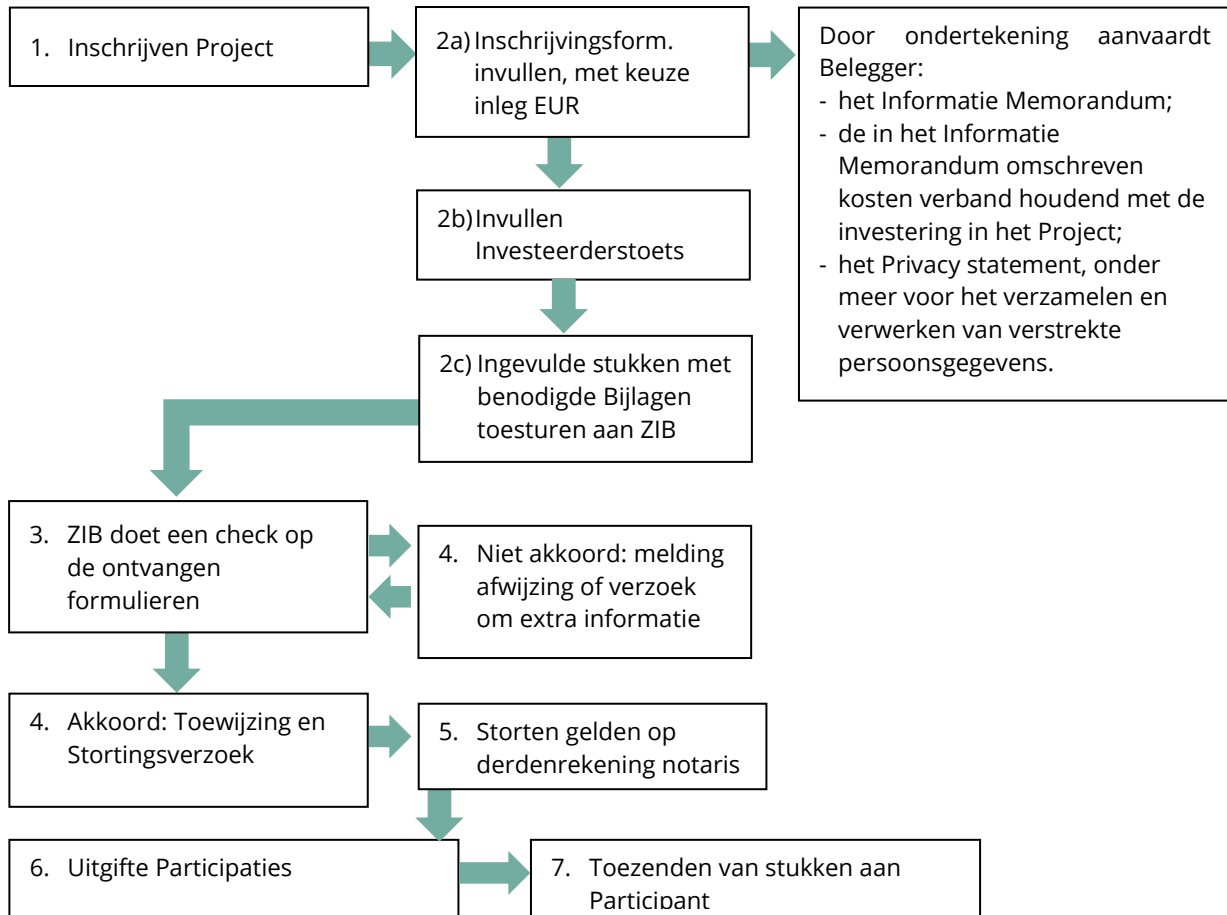 1. Inschrijven Project
2a) Inschrijvingsform.
invullen, met keuze
inleg EUR
Door ondertekening aanvaardt
Belegger:
- het Informatie Memorandum;
- de in het Informatie
Memorandum omschreven
kosten verband houdend met de
investering in het Project;
- het Privacy statement, onder
meer voor het verzamelen en
verwerken van verstrekte
persoonsgegevens.
2b) Invullen
Investeerderstoets
2c) Ingevulde stukken met
benodigde Bijlagen
toesturen aan ZIB
3. ZIB doet een check op
de ontvangen
formulieren
4. Niet akkoord: melding
afwijzing of verzoek
om extra informatie
4. Akkoord: Toewijzing en
Stortingsverzoek
5. Storten gelden op
derdenrekening notaris
6. Uitgifte Participaties
7. Toezenden van stukken aan
Participant